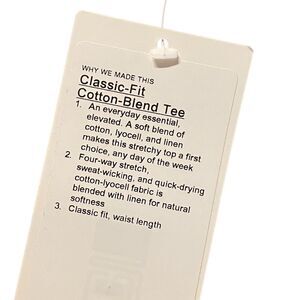 WHY WE MADE THIS
Classic-Fit
Cotton-Blend Tee
1. An everyday essential,
elevated. A soft blend of
cotton, lyocell, and linen
makes this stretchy top a first
choice, any day of the week
2. Four-way stretch,
sweat-wicking, and quick-drying
cotton-lyocell fabric is
blended with linen for natural
softness
3. Classic fit, waist length